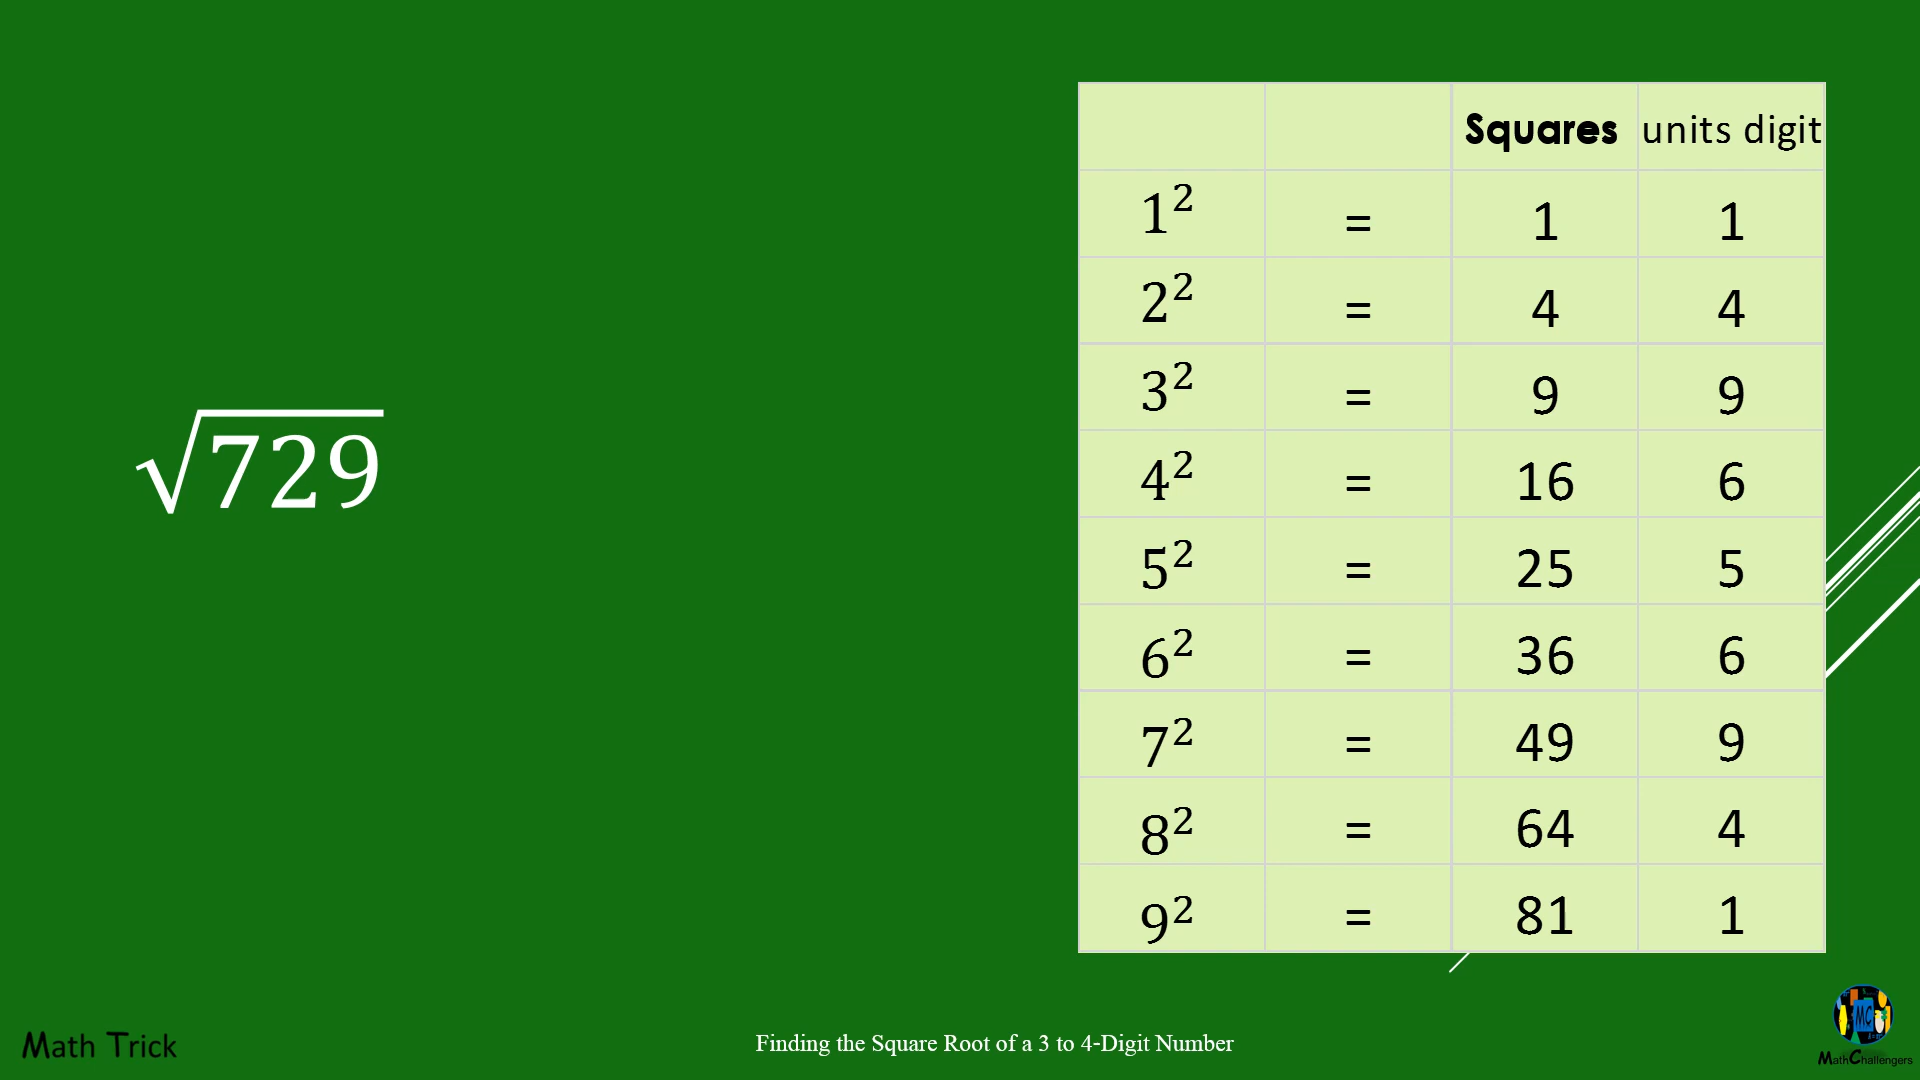 √729
Squares units digit
1² = 1 1
2² = 4 4
3² = 9 9
4² = 16 6
5² = 25 5
6² = 36 6
7² = 49 9
8² = 64 4
9² = 81 1
Math Trick
Finding the Square Root of a 3 to 4-Digit Number
MC
MathChallengers